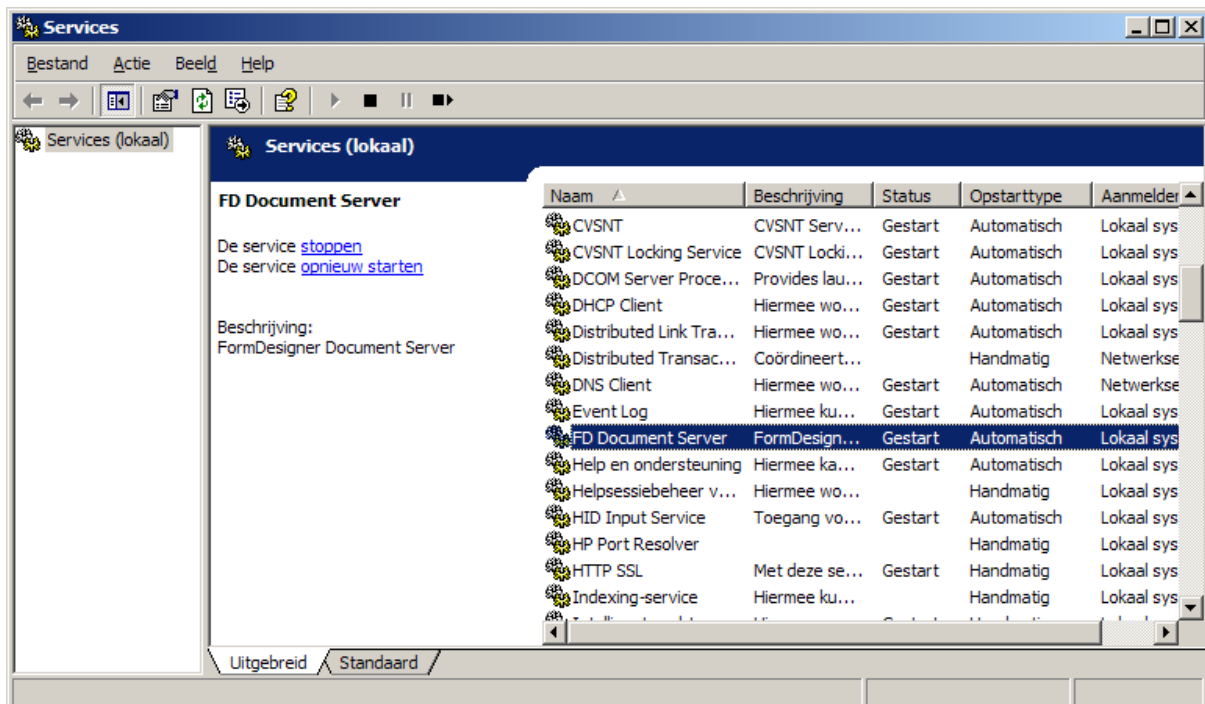 Services
Bestand Actie Beeld Help
Services (lokaal)
Services (lokaal)
FD Document Server
De service stoppen
De service opnieuw starten
Beschrijving:
FormDesigner Document Server
Naam Beschrijving Status Opstarttype Aanmelder
CVSNT CVSNT Serv... Gestart Automatisch Lokaal sys
CVSNT Locking Service CVSNT Locki... Gestart Automatisch Lokaal sys
DCOM Server Proce... Provides lau... Gestart Automatisch Lokaal sys
DHCP Client Hiermee wo... Gestart Automatisch Lokaal sys
Distributed Link Tra... Hiermee wo... Gestart Automatisch Lokaal sys
Distributed Transac... Coördineert... Handmatig Netwerkse
DNS Client Hiermee wo... Gestart Automatisch Netwerkse
Event Log Hiermee ku... Gestart Automatisch Lokaal sys
FD Document Server FormDesign... Gestart Automatisch Lokaal sys
Help en ondersteuning Hiermee ka... Gestart Automatisch Lokaal sys
Helpsessiebeheer v... Hiermee wo... Handmatig Lokaal sys
HID Input Service Toegang vo... Gestart Automatisch Lokaal sys
HP Port Resolver Handmatig Lokaal sys
HTTP SSL Met deze se... Gestart Handmatig Lokaal sys
Indexing-service Hiermee ku... Handmatig Lokaal sys
Uitgebreid Standaard